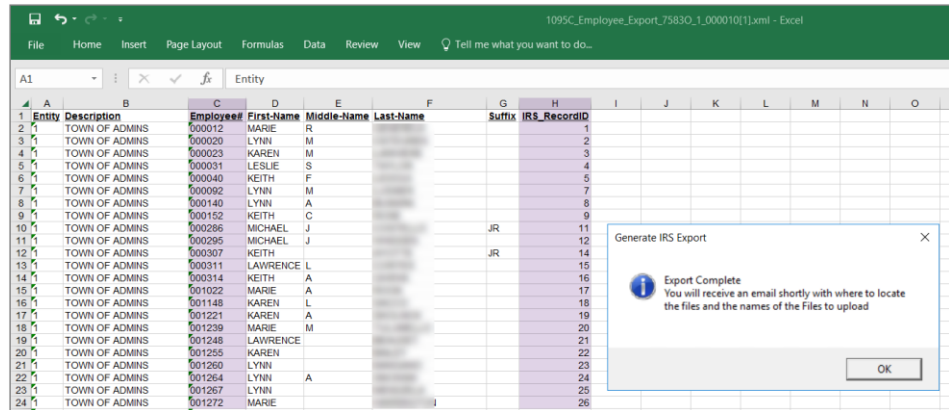 1095C_Employee_Export_7583O_1_000010[1].xml - Excel
File Home Insert Page Layout Formulas Data Review View Tell me what you want to do...
A1 fx Entity
A B C D E F G H I J K L M N O
1 Entity Description Employee# First-Name Middle-Name Last-Name Suffix IRS_RecordID
2 1 TOWN OF ADMINS 000012 MARIE R 1
3 1 TOWN OF ADMINS 000020 LYNN M 2
4 1 TOWN OF ADMINS 000023 KAREN M 3
5 1 TOWN OF ADMINS 000031 LESLIE S 4
6 1 TOWN OF ADMINS 000040 KEITH F 5
7 1 TOWN OF ADMINS 000092 LYNN M 7
8 1 TOWN OF ADMINS 000140 LYNN A 8
9 1 TOWN OF ADMINS 000152 KEITH C 9
10 1 TOWN OF ADMINS 000286 MICHAEL J JR 11
11 1 TOWN OF ADMINS 000295 MICHAEL J 12
12 1 TOWN OF ADMINS 000307 KEITH JR 14
13 1 TOWN OF ADMINS 000311 LAWRENCE L 15
14 1 TOWN OF ADMINS 000314 KEITH A 16
15 1 TOWN OF ADMINS 001022 MARIE A 17
16 1 TOWN OF ADMINS 001148 KAREN L 18
17 1 TOWN OF ADMINS 001221 KAREN A 19
18 1 TOWN OF ADMINS 001239 MARIE M 20
19 1 TOWN OF ADMINS 001248 LAWRENCE 21
20 1 TOWN OF ADMINS 001255 KAREN 22
21 1 TOWN OF ADMINS 001260 LYNN 23
22 1 TOWN OF ADMINS 001264 LYNN A 24
23 1 TOWN OF ADMINS 001267 LYNN 25
24 1 TOWN OF ADMINS 001272 MARIE 26
Generate IRS Export
Export Complete
You will receive an email shortly with where to locate
the files and the names of the Files to upload
OK